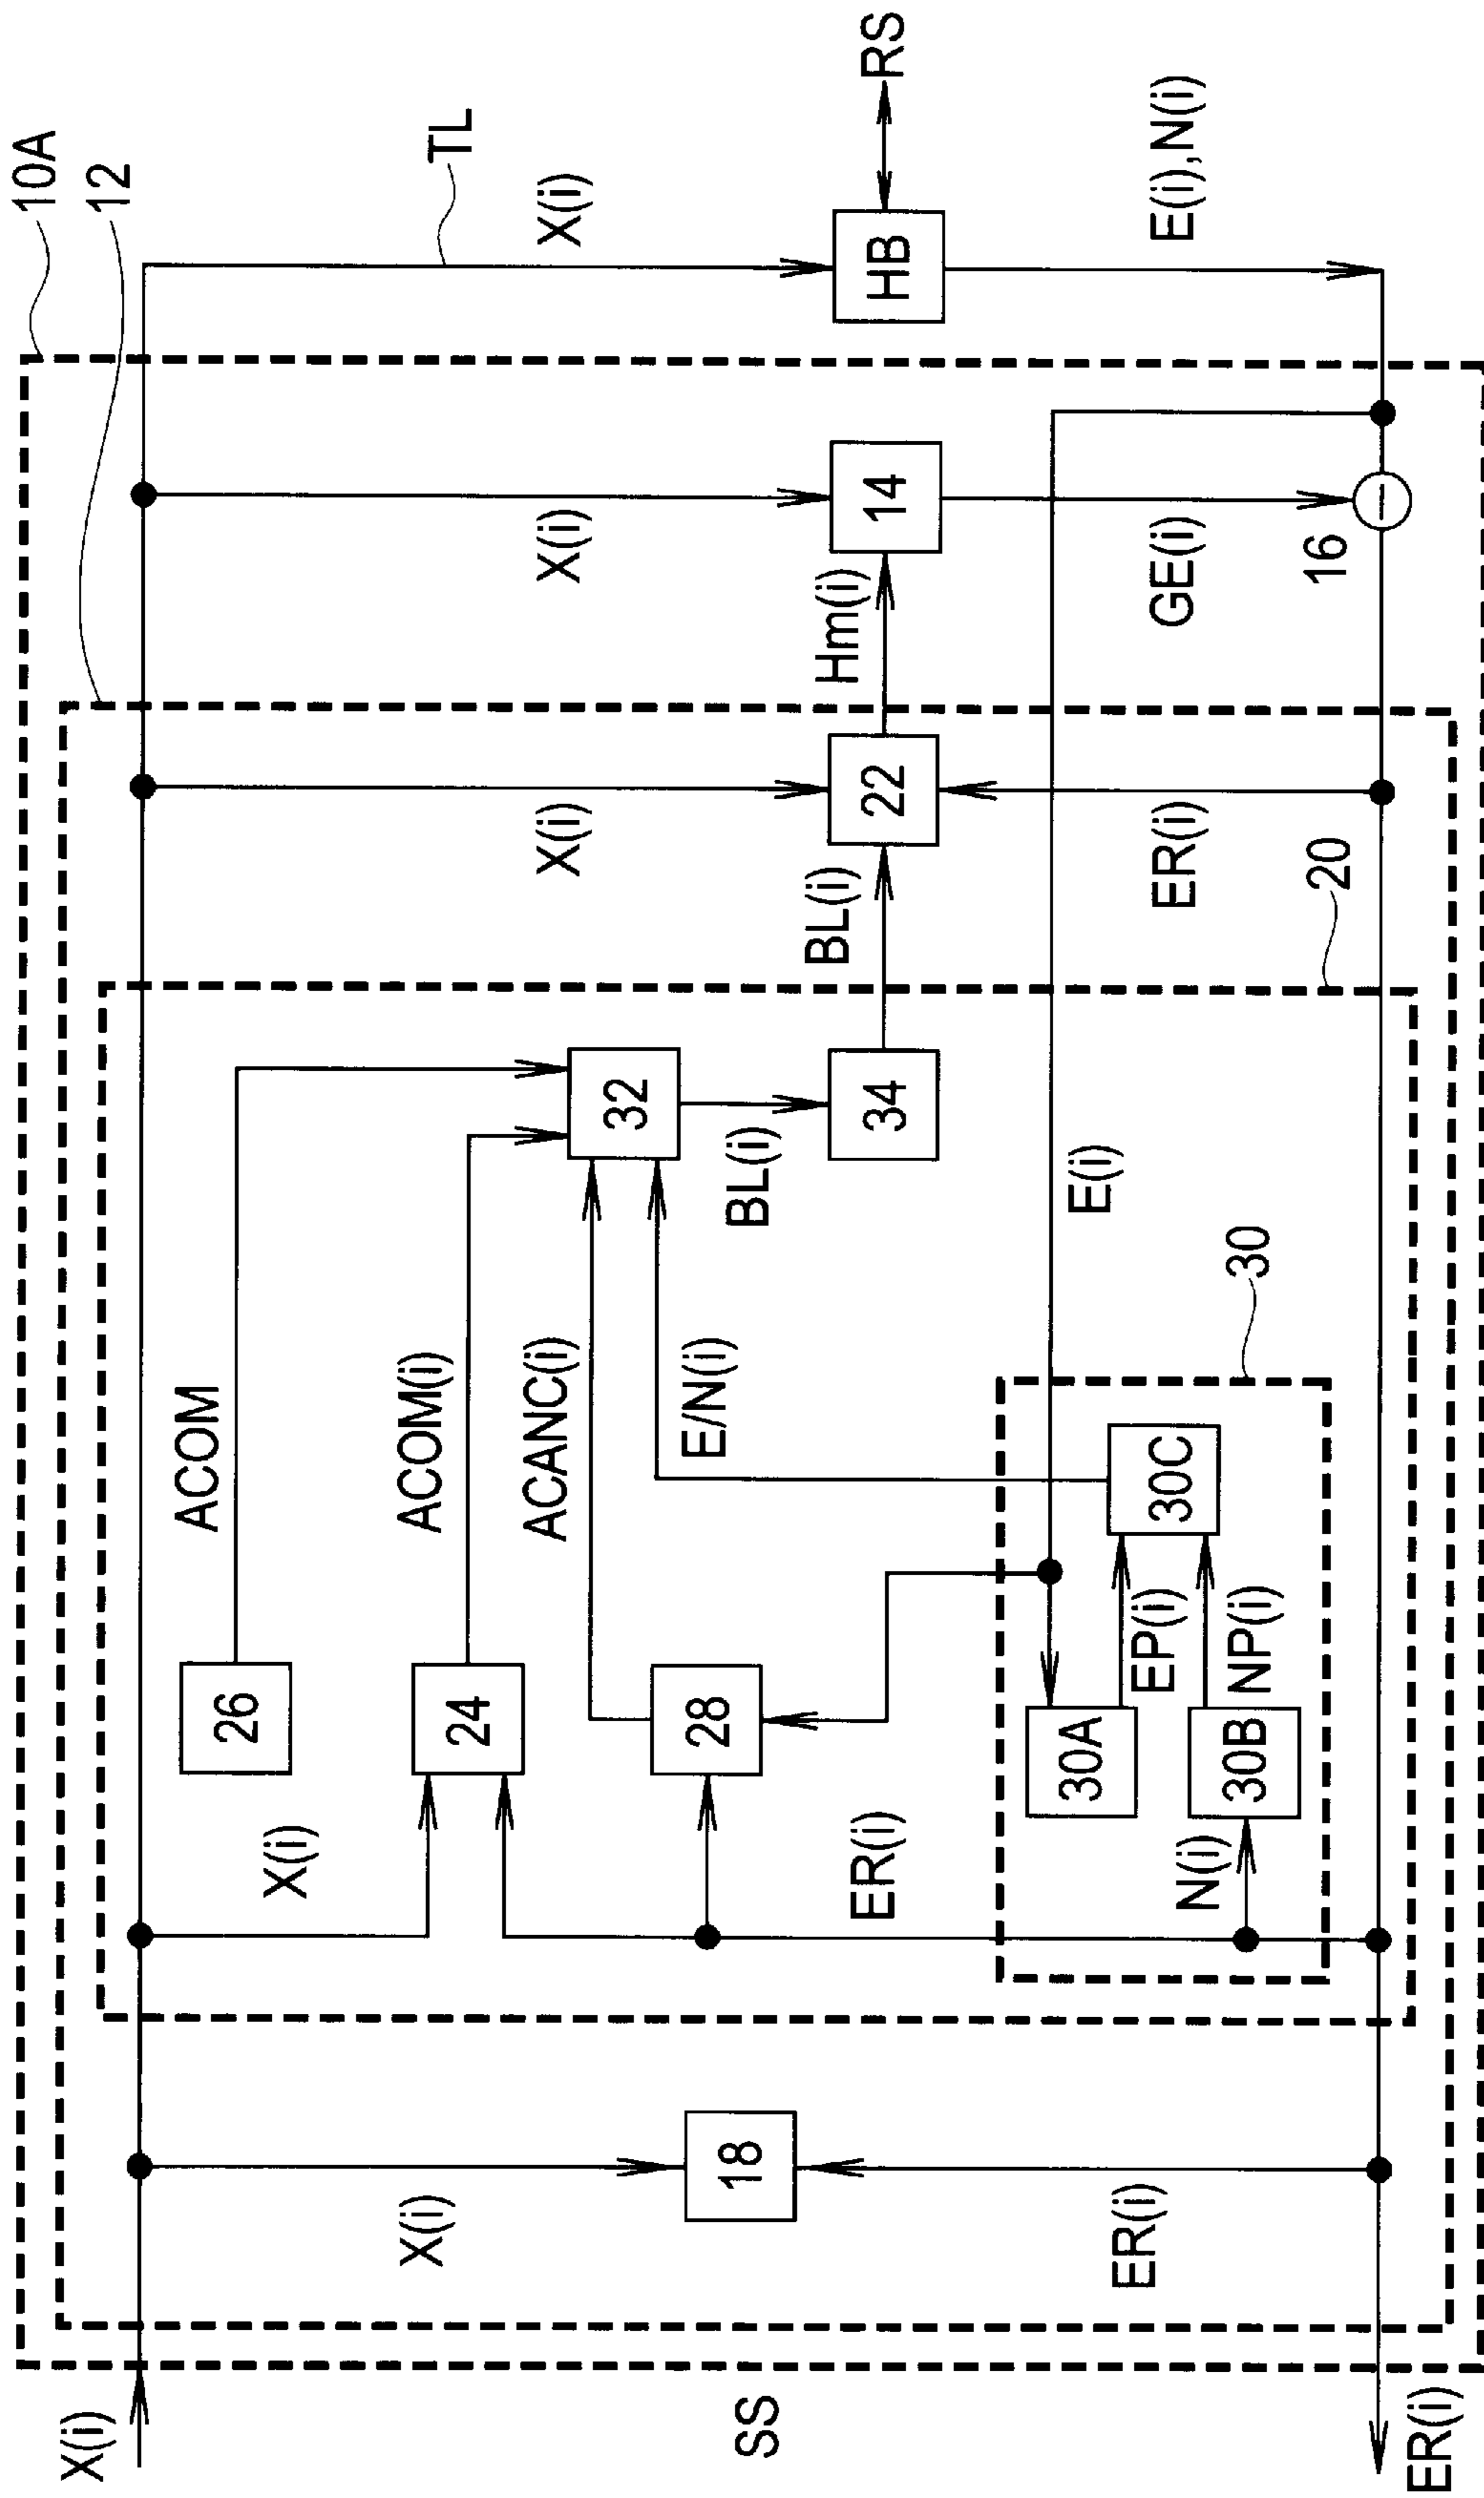 10A
12
TL
X(i)
HB
RS
E(i),N(i)
X(i)
14
GE(i)
16
Hm(i)
X(i)
22
ER(i)
BL(i)
20
32
BL(i)
34
ACOM
ACOM(i)
ACANC(i)
E/N(i)
E(i)
30
26
24
28
30A
30B
30C
EP(i)
NP(i)
X(i)
ER(i)
N(i)
X(i)
18
ER(i)
X(i)
SS
ER(i)